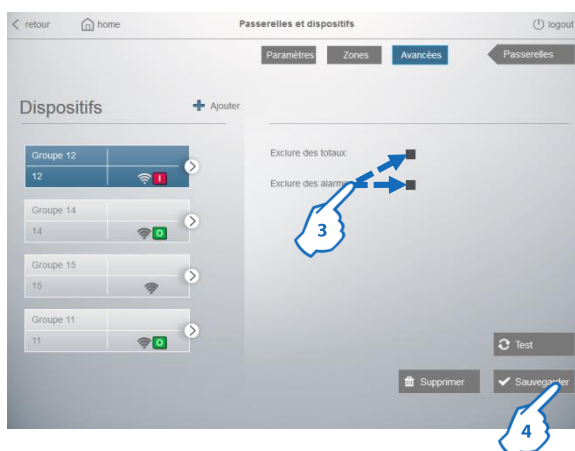 retour
home
Passerelles et dispositifs
logout
Paramètres
Zones
Avancées
Passerelles
Dispositifs
Ajouter
Groupe 12
12
I
Groupe 14
14
O
Groupe 15
15
Groupe 11
11
O
Exclure des totaux:
Exclure des alarme
3
Test
Supprimer
Sauvegarder
4